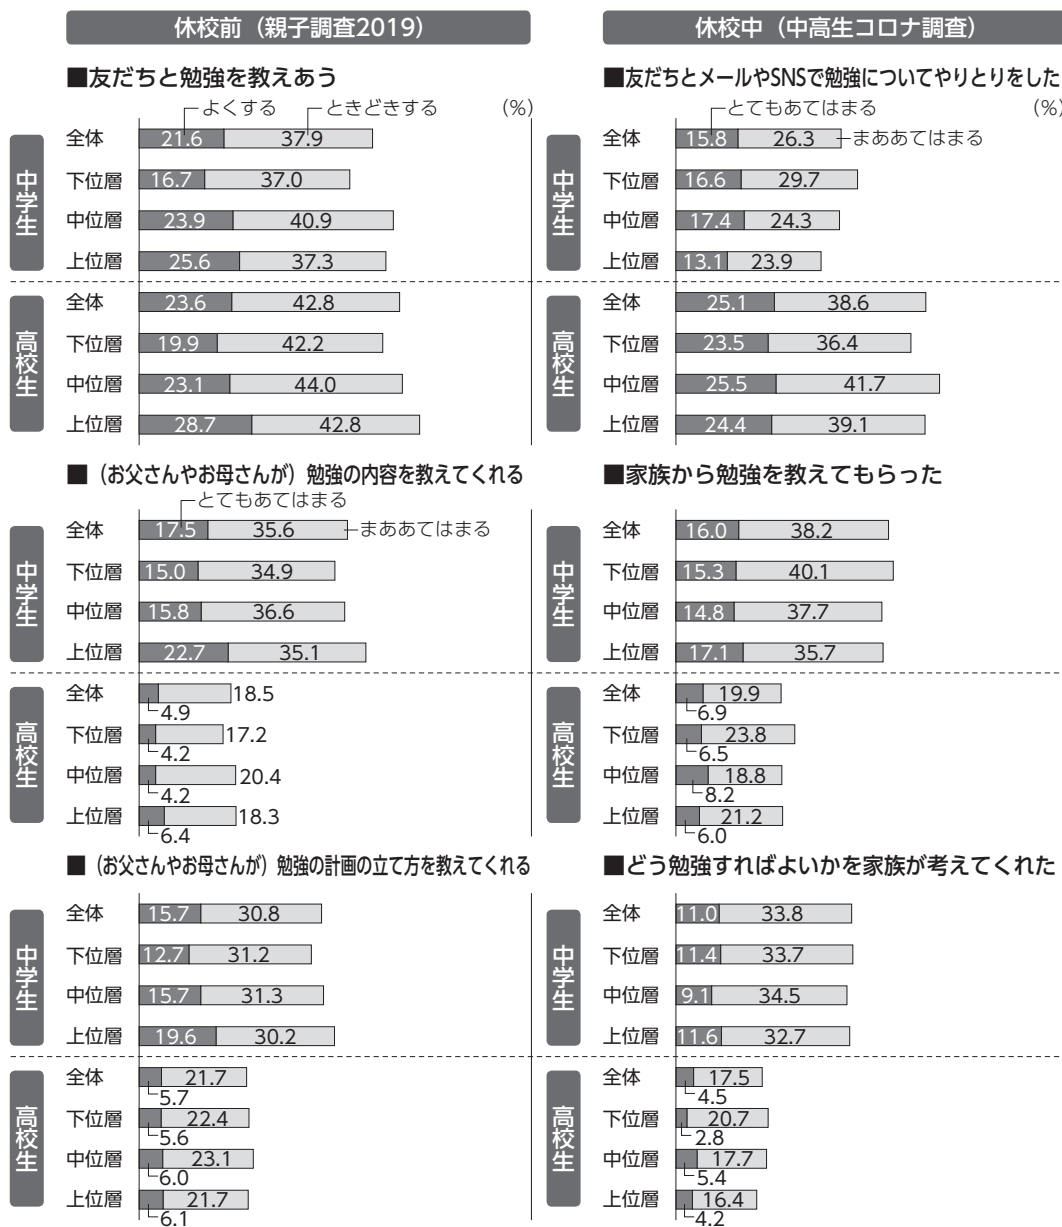 休校前（親子調査2019）
■友だちと勉強を教えあう
よくする ときどきする (%)
中学生
全体 21.6 37.9
下位層 16.7 37.0
中位層 23.9 40.9
上位層 25.6 37.3
高校生
全体 23.6 42.8
下位層 19.9 42.2
中位層 23.1 44.0
上位層 28.7 42.8
■（お父さんやお母さんが）勉強の内容を教えてくれる
とてもあてはまる
中学生
全体 17.5 35.6 まああてはまる
下位層 15.0 34.9
中位層 15.8 36.6
上位層 22.7 35.1
高校生
全体 4.9 18.5
下位層 4.2 17.2
中位層 4.2 20.4
上位層 6.4 18.3
■（お父さんやお母さんが）勉強の計画の立て方を教えてくれる
中学生
全体 15.7 30.8
下位層 12.7 31.2
中位層 15.7 31.3
上位層 19.6 30.2
高校生
全体 5.7 21.7
下位層 5.6 22.4
中位層 6.0 23.1
上位層 6.1 21.7
休校中（中高生コロナ調査）
■友だちとメールやSNSで勉強についてやりとりをした
とてもあてはまる (%)
中学生
全体 15.8 26.3 まああてはまる
下位層 16.6 29.7
中位層 17.4 24.3
上位層 13.1 23.9
高校生
全体 25.1 38.6
下位層 23.5 36.4
中位層 25.5 41.7
上位層 24.4 39.1
■家族から勉強を教えてもらった
中学生
全体 16.0 38.2
下位層 15.3 40.1
中位層 14.8 37.7
上位層 17.1 35.7
高校生
全体 6.9 19.9
下位層 6.5 23.8
中位層 8.2 18.8
上位層 6.0 21.2
■どう勉強すればよいかを家族が考えてくれた
中学生
全体 11.0 33.8
下位層 11.4 33.7
中位層 9.1 34.5
上位層 11.6 32.7
高校生
全体 4.5 17.5
下位層 2.8 20.7
中位層 5.4 17.7
上位層 4.2 16.4